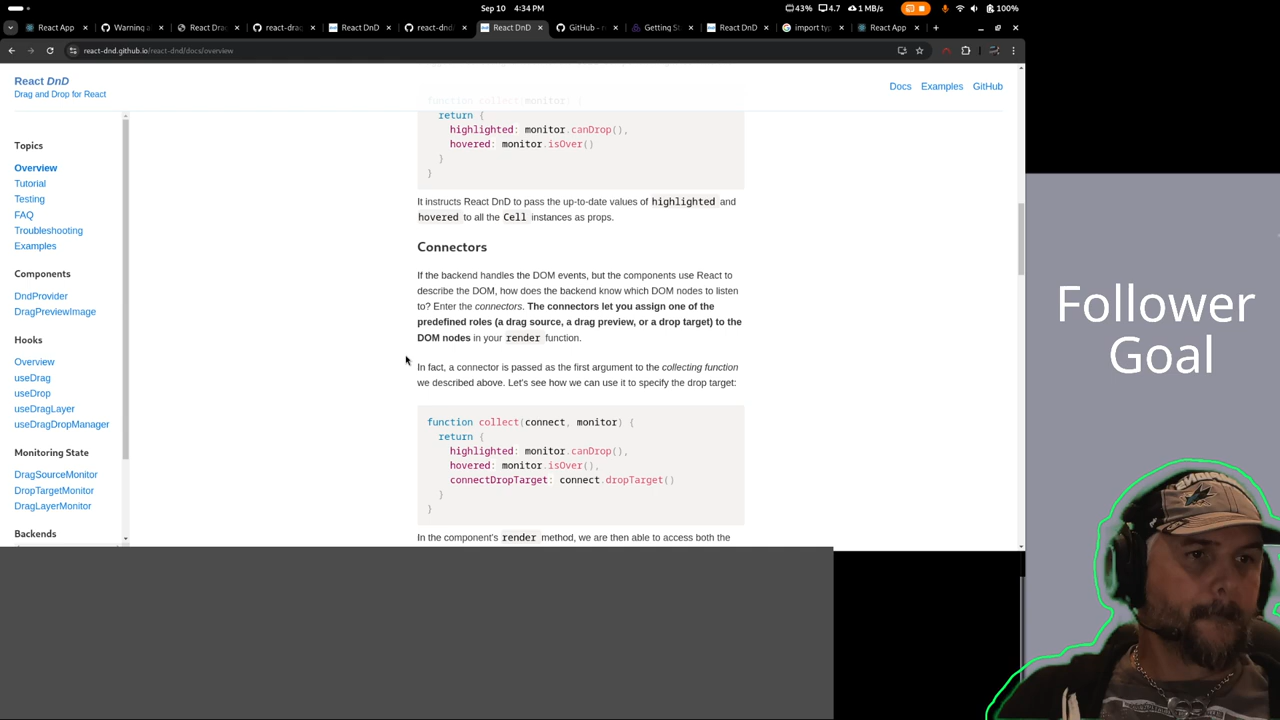 Sep 10 4:34 PM
43% 4.7 1 MB/s 100%
React App
Warning a
React Drag
react-drag
React DnD
react-dnd
React DnD
GitHub - r
Getting S
React DnD
import typ
React App
react-dnd.github.io/react-dnd/docs/overview
React DnD
Drag and Drop for React
Docs
Examples
GitHub
Topics
Overview
Tutorial
Testing
FAQ
Troubleshooting
Examples
Components
DndProvider
DragPreviewImage
Hooks
Overview
useDrag
useDrop
useDragLayer
useDragDropManager
Monitoring State
DragSourceMonitor
DropTargetMonitor
DragLayerMonitor
Backends
function collect(monitor) {
return {
highlighted: monitor.canDrop(),
hovered: monitor.isOver()
}
}
It instructs React DnD to pass the up-to-date values of highlighted and
hovered to all the Cell instances as props.
Connectors
If the backend handles the DOM events, but the components use React to
describe the DOM, how does the backend know which DOM nodes to listen
to? Enter the connectors. The connectors let you assign one of the
predefined roles (a drag source, a drag preview, or a drop target) to the
DOM nodes in your render function.
In fact, a connector is passed as the first argument to the collecting function
we described above. Let's see how we can use it to specify the drop target:
function collect(connect, monitor) {
return {
highlighted: monitor.canDrop(),
hovered: monitor.isOver(),
connectDropTarget: connect.dropTarget()
}
}
In the component's render method, we are then able to access both the
Follower
Goal